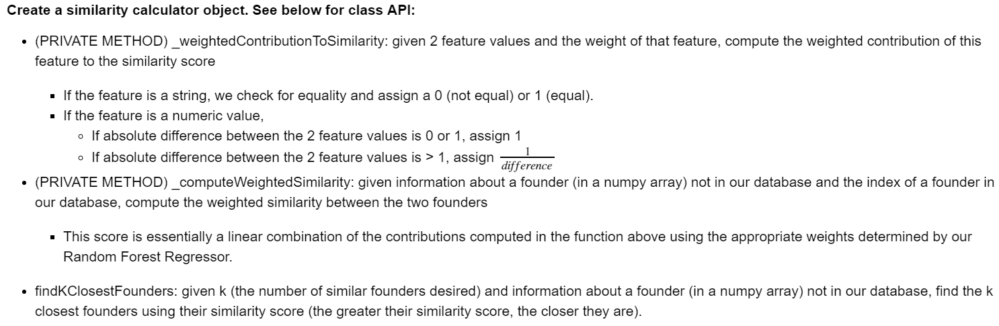 Create a similarity calculator object. See below for class API:
• (PRIVATE METHOD) _weightedContributionToSimilarity: given 2 feature values and the weight of that feature, compute the weighted contribution of this
feature to the similarity score
▪ If the feature is a string, we check for equality and assign a 0 (not equal) or 1 (equal).
▪ If the feature is a numeric value,
◦ If absolute difference between the 2 feature values is 0 or 1, assign 1
◦ If absolute difference between the 2 feature values is > 1, assign 1/difference
• (PRIVATE METHOD) _computeWeightedSimilarity: given information about a founder (in a numpy array) not in our database and the index of a founder in
our database, compute the weighted similarity between the two founders
▪ This score is essentially a linear combination of the contributions computed in the function above using the appropriate weights determined by our
Random Forest Regressor.
• findKClosestFounders: given k (the number of similar founders desired) and information about a founder (in a numpy array) not in our database, find the k
closest founders using their similarity score (the greater their similarity score, the closer they are).